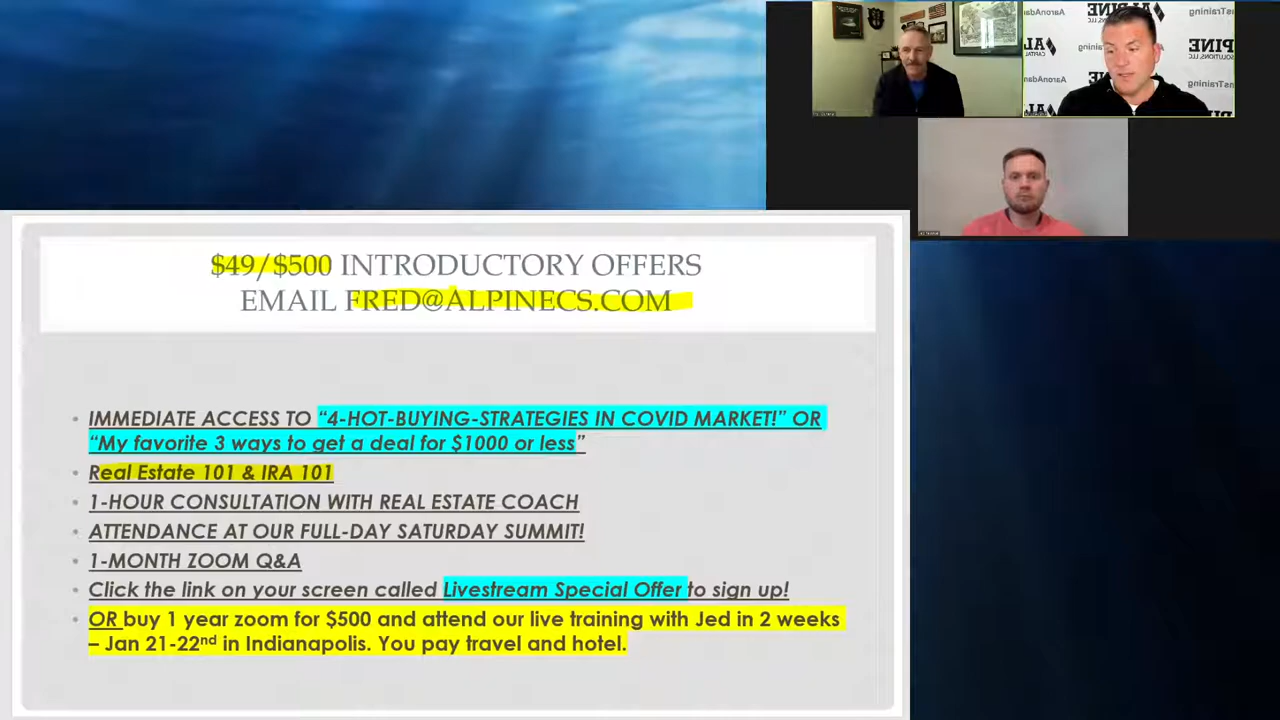 $49/$500 INTRODUCTORY OFFERS
EMAIL FRED@ALPINECS.COM
IMMEDIATE ACCESS TO “4-HOT-BUYING-STRATEGIES IN COVID MARKET!” OR
“My favorite 3 ways to get a deal for $1000 or less”
Real Estate 101 & IRA 101
1-HOUR CONSULTATION WITH REAL ESTATE COACH
ATTENDANCE AT OUR FULL-DAY SATURDAY SUMMIT!
1-MONTH ZOOM Q&A
Click the link on your screen called Livestream Special Offer to sign up!
OR buy 1 year zoom for $500 and attend our live training with Jed in 2 weeks
– Jan 21-22nd in Indianapolis. You pay travel and hotel.